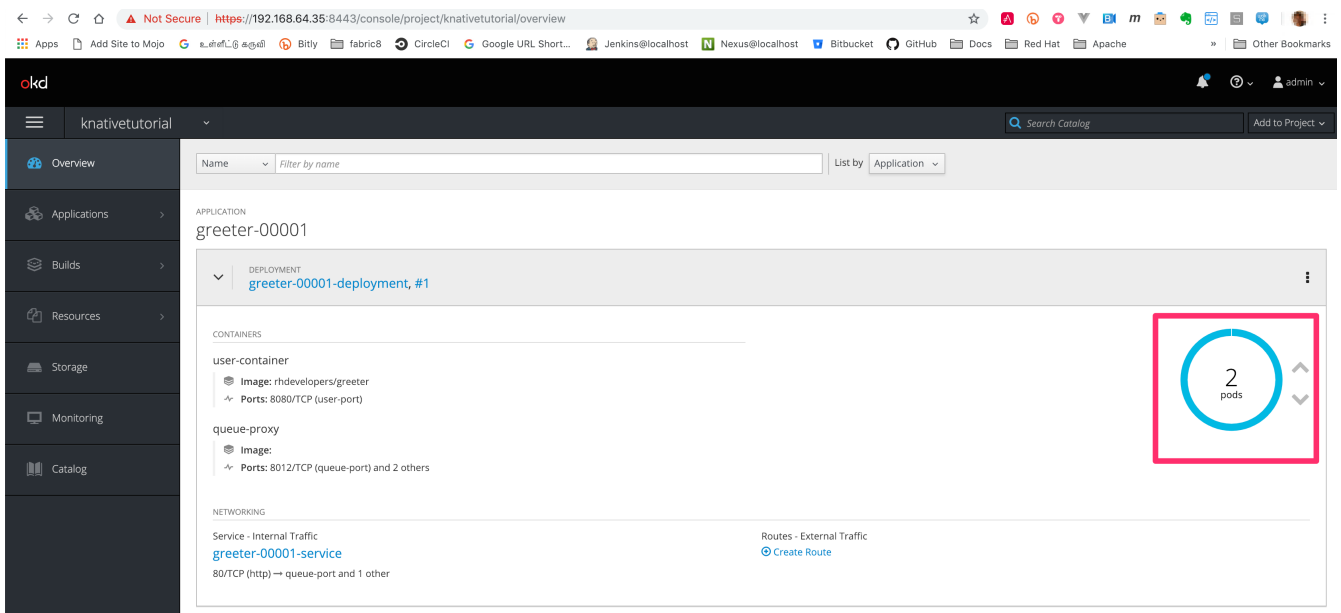 Not Secure | https://192.168.64.35:8443/console/project/knativetutorial/overview
Apps Add Site to Mojo உள்ளீட்டு கருவி Bitly fabric8 CircleCI Google URL Short... Jenkins@localhost Nexus@localhost Bitbucket GitHub Docs Red Hat Apache » Other Bookmarks
okd
admin
knativetutorial
Search Catalog
Add to Project
Overview
Name
Filter by name
List by
Application
Applications
Builds
Resources
Storage
Monitoring
Catalog
APPLICATION
greeter-00001
DEPLOYMENT
greeter-00001-deployment, #1
CONTAINERS
user-container
Image: rhdevelopers/greeter
Ports: 8080/TCP (user-port)
queue-proxy
Image:
Ports: 8012/TCP (queue-port) and 2 others
2
pods
NETWORKING
Service - Internal Traffic
greeter-00001-service
80/TCP (http) → queue-port and 1 other
Routes - External Traffic
Create Route